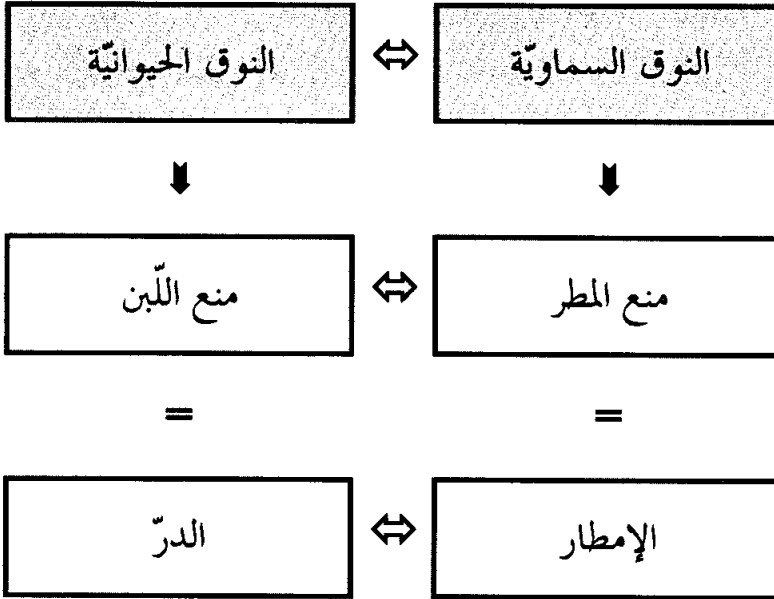 النوق السماويّة ⇔ النوق الحيوانيّة
منع المطر ⇔ منع اللّبن
= =
الإمطار ⇔ الدرّ